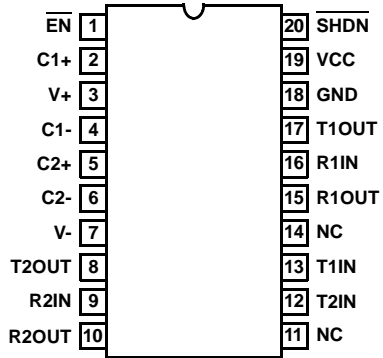 EN 1 20 SHDN
C1+ 2 19 VCC
V+ 3 18 GND
C1- 4 17 T1OUT
C2+ 5 16 R1IN
C2- 6 15 R1OUT
V- 7 14 NC
T2OUT 8 13 T1IN
R2IN 9 12 T2IN
R2OUT 10 11 NC